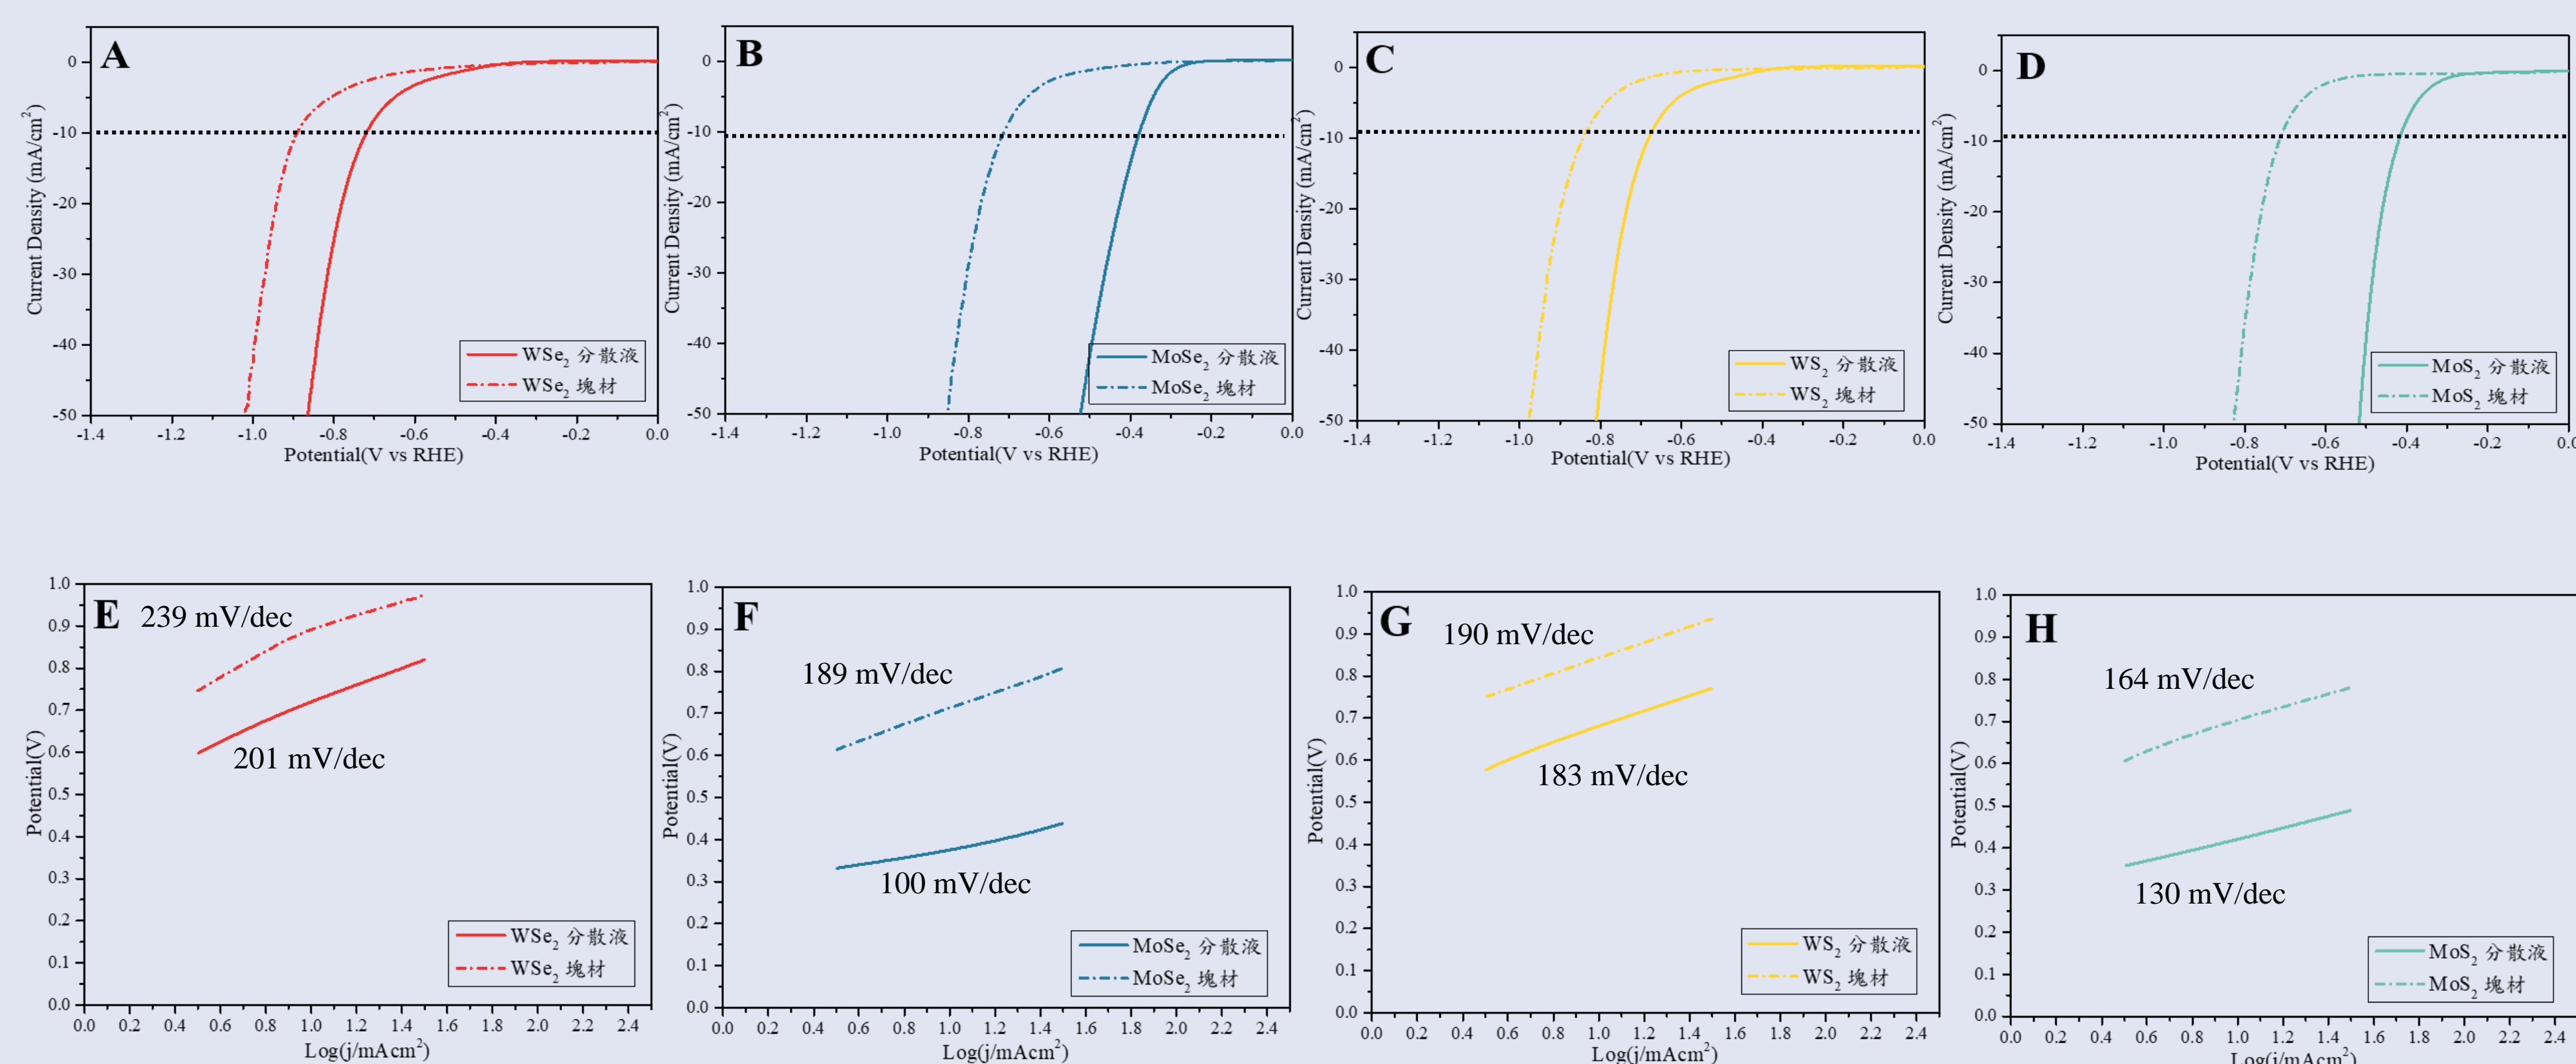 A
Current Density (mA/cm2)
0
-10
-20
-30
-40
-50
-1.4 -1.2 -1.0 -0.8 -0.6 -0.4 -0.2 0.0
Potential(V vs RHE)
WSe2 分散液
WSe2 塊材
B
Current Density (mA/cm2)
0
-10
-20
-30
-40
-50
-1.4 -1.2 -1.0 -0.8 -0.6 -0.4 -0.2 0.0
Potential(V vs RHE)
MoSe2 分散液
MoSe2 塊材
C
Current Density (mA/cm2)
0
-10
-20
-30
-40
-50
-1.4 -1.2 -1.0 -0.8 -0.6 -0.4 -0.2 0.0
Potential(V vs RHE)
WS2 分散液
WS2 塊材
D
Current Density (mA/cm2)
0
-10
-20
-30
-40
-50
-1.4 -1.2 -1.0 -0.8 -0.6 -0.4 -0.2 0.0
Potential(V vs RHE)
MoS2 分散液
MoS2 塊材
E
239 mV/dec
201 mV/dec
Potential(V)
1.0
0.9
0.8
0.7
0.6
0.5
0.4
0.3
0.2
0.1
0.0
0.0 0.2 0.4 0.6 0.8 1.0 1.2 1.4 1.6 1.8 2.0 2.2 2.4
Log(j/mAcm2)
WSe2 分散液
WSe2 塊材
F
189 mV/dec
100 mV/dec
Potential(V)
1.0
0.9
0.8
0.7
0.6
0.5
0.4
0.3
0.2
0.1
0.0
0.0 0.2 0.4 0.6 0.8 1.0 1.2 1.4 1.6 1.8 2.0 2.2 2.4
Log(j/mAcm2)
MoSe2 分散液
MoSe2 塊材
G
190 mV/dec
183 mV/dec
Potential(V)
1.0
0.9
0.8
0.7
0.6
0.5
0.4
0.3
0.2
0.1
0.0
0.0 0.2 0.4 0.6 0.8 1.0 1.2 1.4 1.6 1.8 2.0 2.2 2.4
Log(j/mAcm2)
WS2 分散液
WS2 塊材
H
164 mV/dec
130 mV/dec
Potential(V)
1.0
0.9
0.8
0.7
0.6
0.5
0.4
0.3
0.2
0.1
0.0
0.0 0.2 0.4 0.6 0.8 1.0 1.2 1.4 1.6 1.8 2.0 2.2 2.4
Log(j/mAcm2)
MoS2 分散液
MoS2 塊材